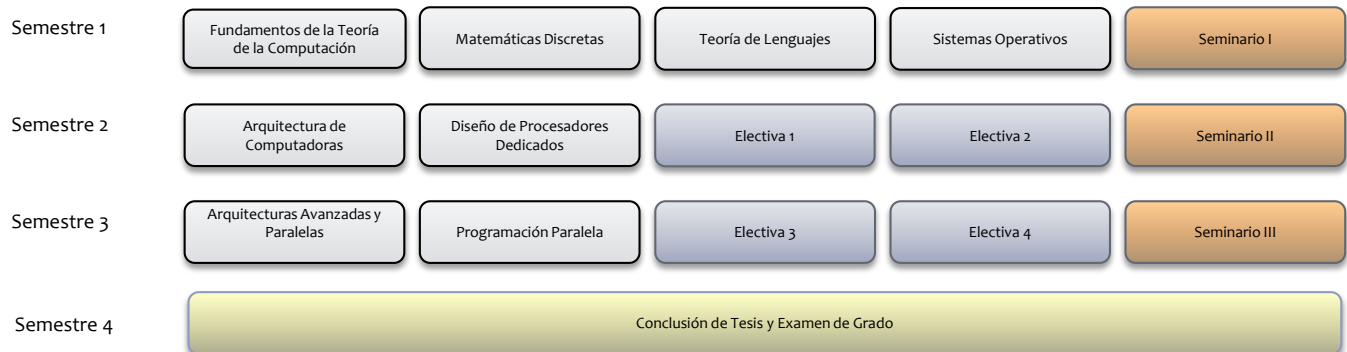 Semestre 1
Fundamentos de la Teoría
de la Computación
Matemáticas Discretas
Teoría de Lenguajes
Sistemas Operativos
Seminario I
Semestre 2
Arquitectura de
Computadoras
Diseño de Procesadores
Dedicados
Electiva 1
Electiva 2
Seminario II
Semestre 3
Arquitecturas Avanzadas y
Paralelas
Programación Paralela
Electiva 3
Electiva 4
Seminario III
Semestre 4
Conclusión de Tesis y Examen de Grado